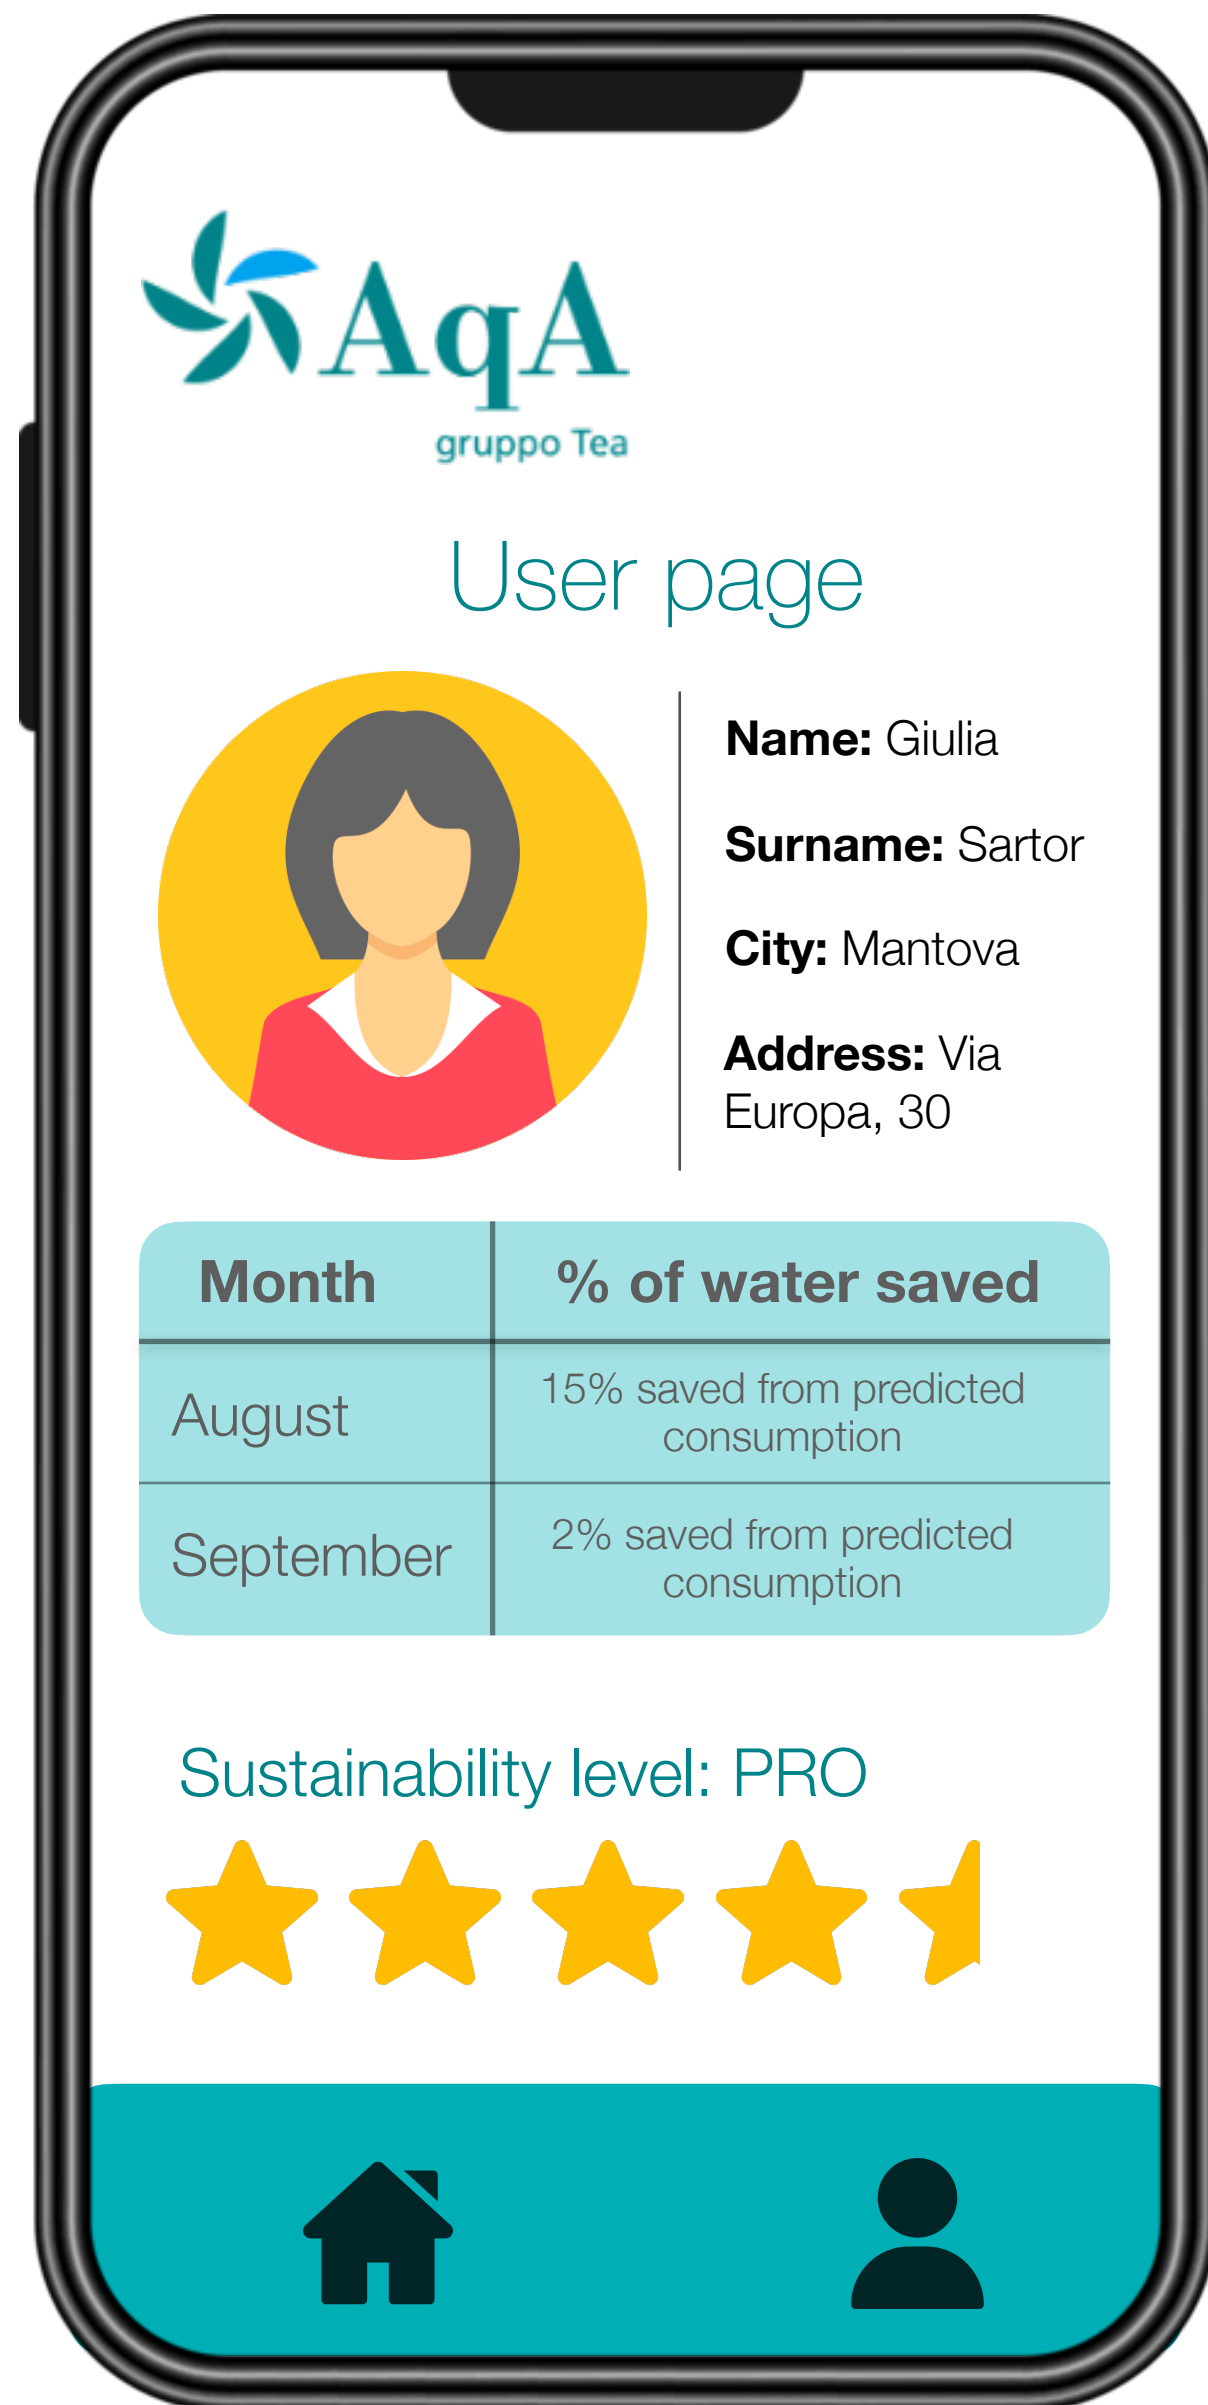 AqA
gruppo Tea
User page
Name: Giulia
Surname: Sartor
City: Mantova
Address: Via
Europa, 30
Month % of water saved
August 15% saved from predicted
consumption
September 2% saved from predicted
consumption
Sustainability level: PRO